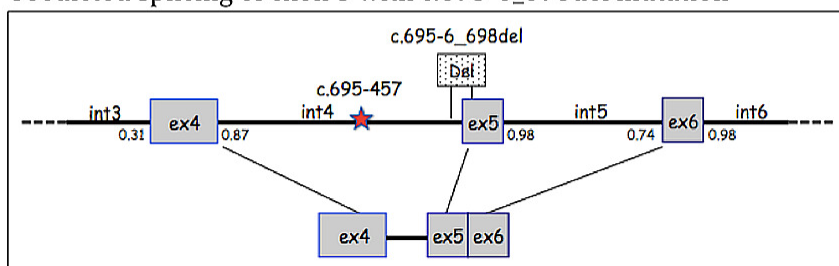 c.695-6_698del
Del
c.695-457
int3
ex4
int4
ex5
int5
ex6
int6
0.31
0.87
0.98
0.74
0.98
ex4
ex5
ex6